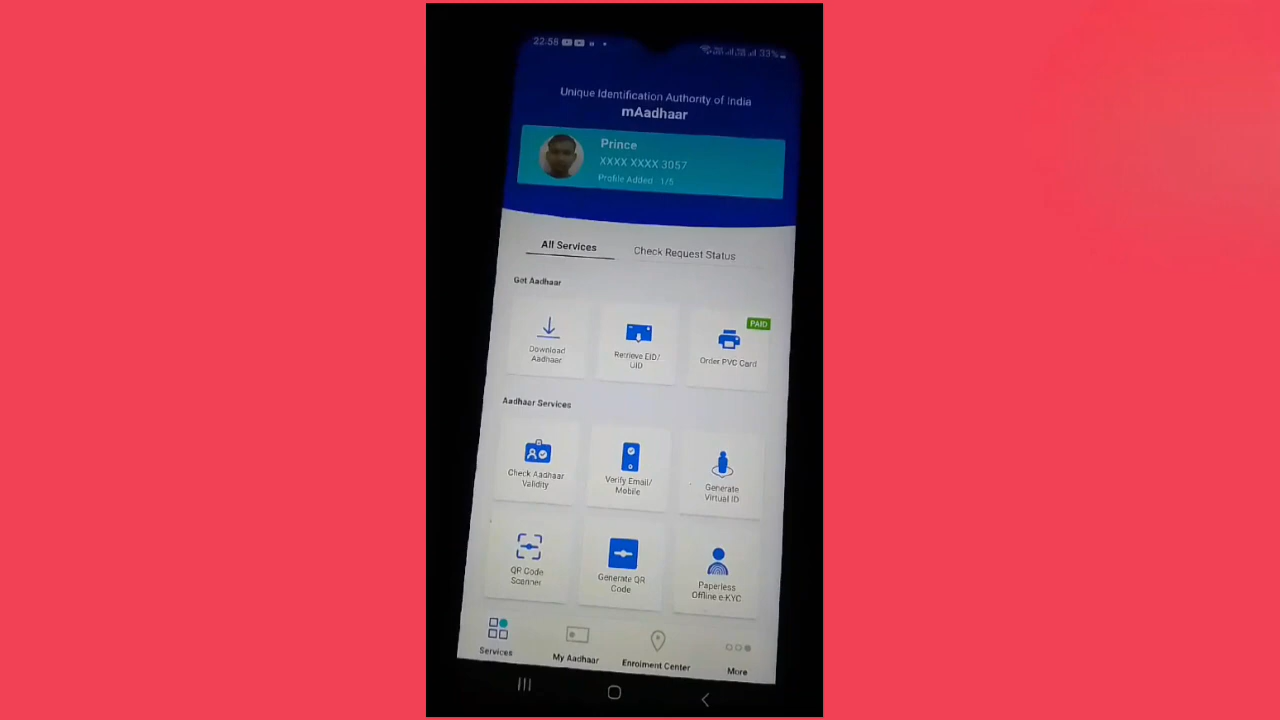 22:58
33%
Unique Identification Authority of India
mAadhaar
Prince
XXXX XXXX 3057
Profile Added 1/5
All Services
Check Request Status
Get Aadhaar
PAID
Download
Aadhaar
Retrieve EID/
UID
Order PVC Card
Aadhaar Services
Check Aadhaar
Validity
Verify Email/
Mobile
Generate
Virtual ID
QR Code
Scanner
Generate QR
Code
Paperless
Offline e-KYC
Services
My Aadhaar
Enrolment Center
More